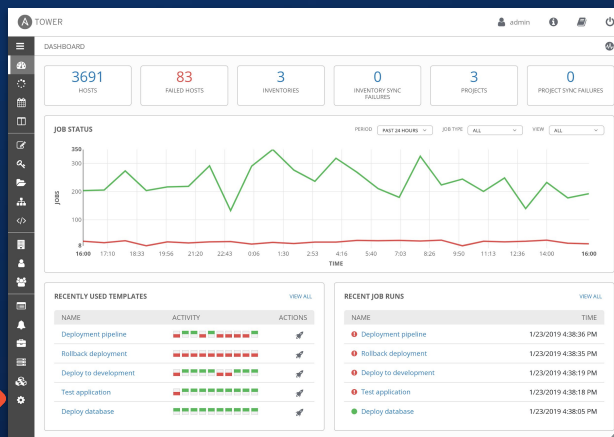 A TOWER
admin
DASHBOARD
3691
HOSTS
83
FAILED HOSTS
3
INVENTORIES
0
INVENTORY SYNC
FAILURES
3
PROJECTS
0
PROJECT SYNC FAILURES
JOB STATUS
PERIOD PAST 24 HOURS JOB TYPE ALL VIEW ALL
350
300
200
100
0
JOBS
16:00 17:10 18:33 19:56 21:20 22:43 0:06 1:30 2:53 4:16 5:40 7:03 8:26 9:50 11:13 12:36 14:00 16:00
TIME
RECENTLY USED TEMPLATES VIEW ALL
NAME ACTIVITY ACTIONS
Deployment pipeline
Rollback deployment
Deploy to development
Test application
Deploy database
RECENT JOB RUNS VIEW ALL
NAME TIME
Deployment pipeline 1/23/2019 4:38:36 PM
Rollback deployment 1/23/2019 4:38:35 PM
Deploy to development 1/23/2019 4:38:19 PM
Test application 1/23/2019 4:38:18 PM
Deploy database 1/23/2019 4:38:05 PM